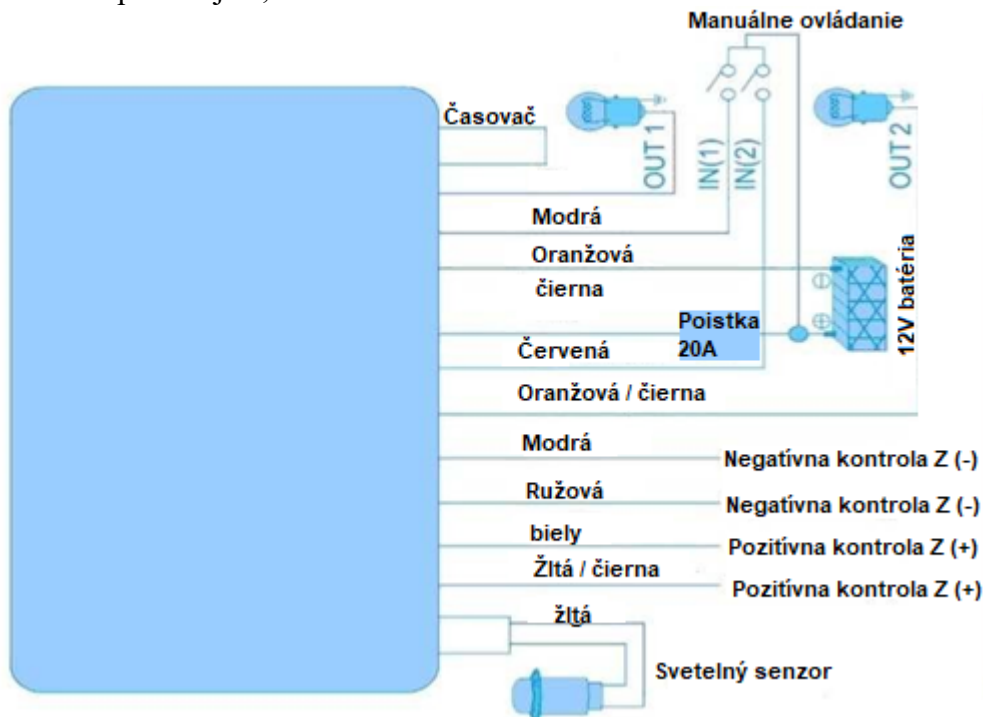 Manuálne ovládanie
Časovač
OUT 1
IN(1)
IN(2)
OUT 2
Modrá
Oranžová
čierna
12V batéria
Poistka
20A
Červená
Oranžová / čierna
Modrá
Negatívna kontrola Z (-)
Ružová
Negatívna kontrola Z (-)
biely
Pozitívna kontrola Z (+)
Žltá / čierna
Pozitívna kontrola Z (+)
žltá
Svetelný senzor